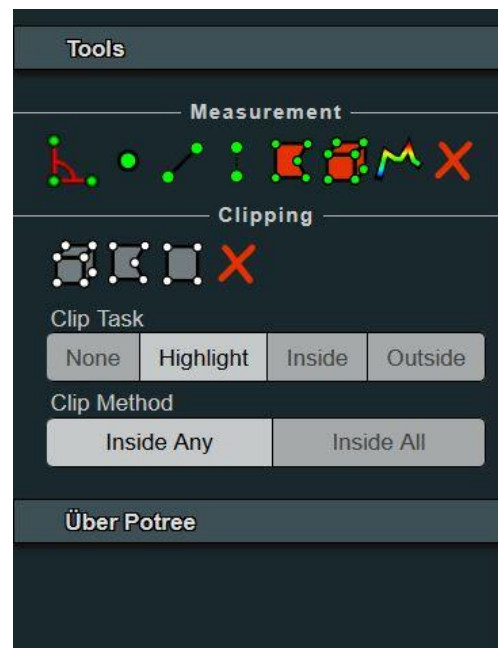 Tools
Measurement
Clipping
Clip Task
None Highlight Inside Outside
Clip Method
Inside Any Inside All
Über Potree